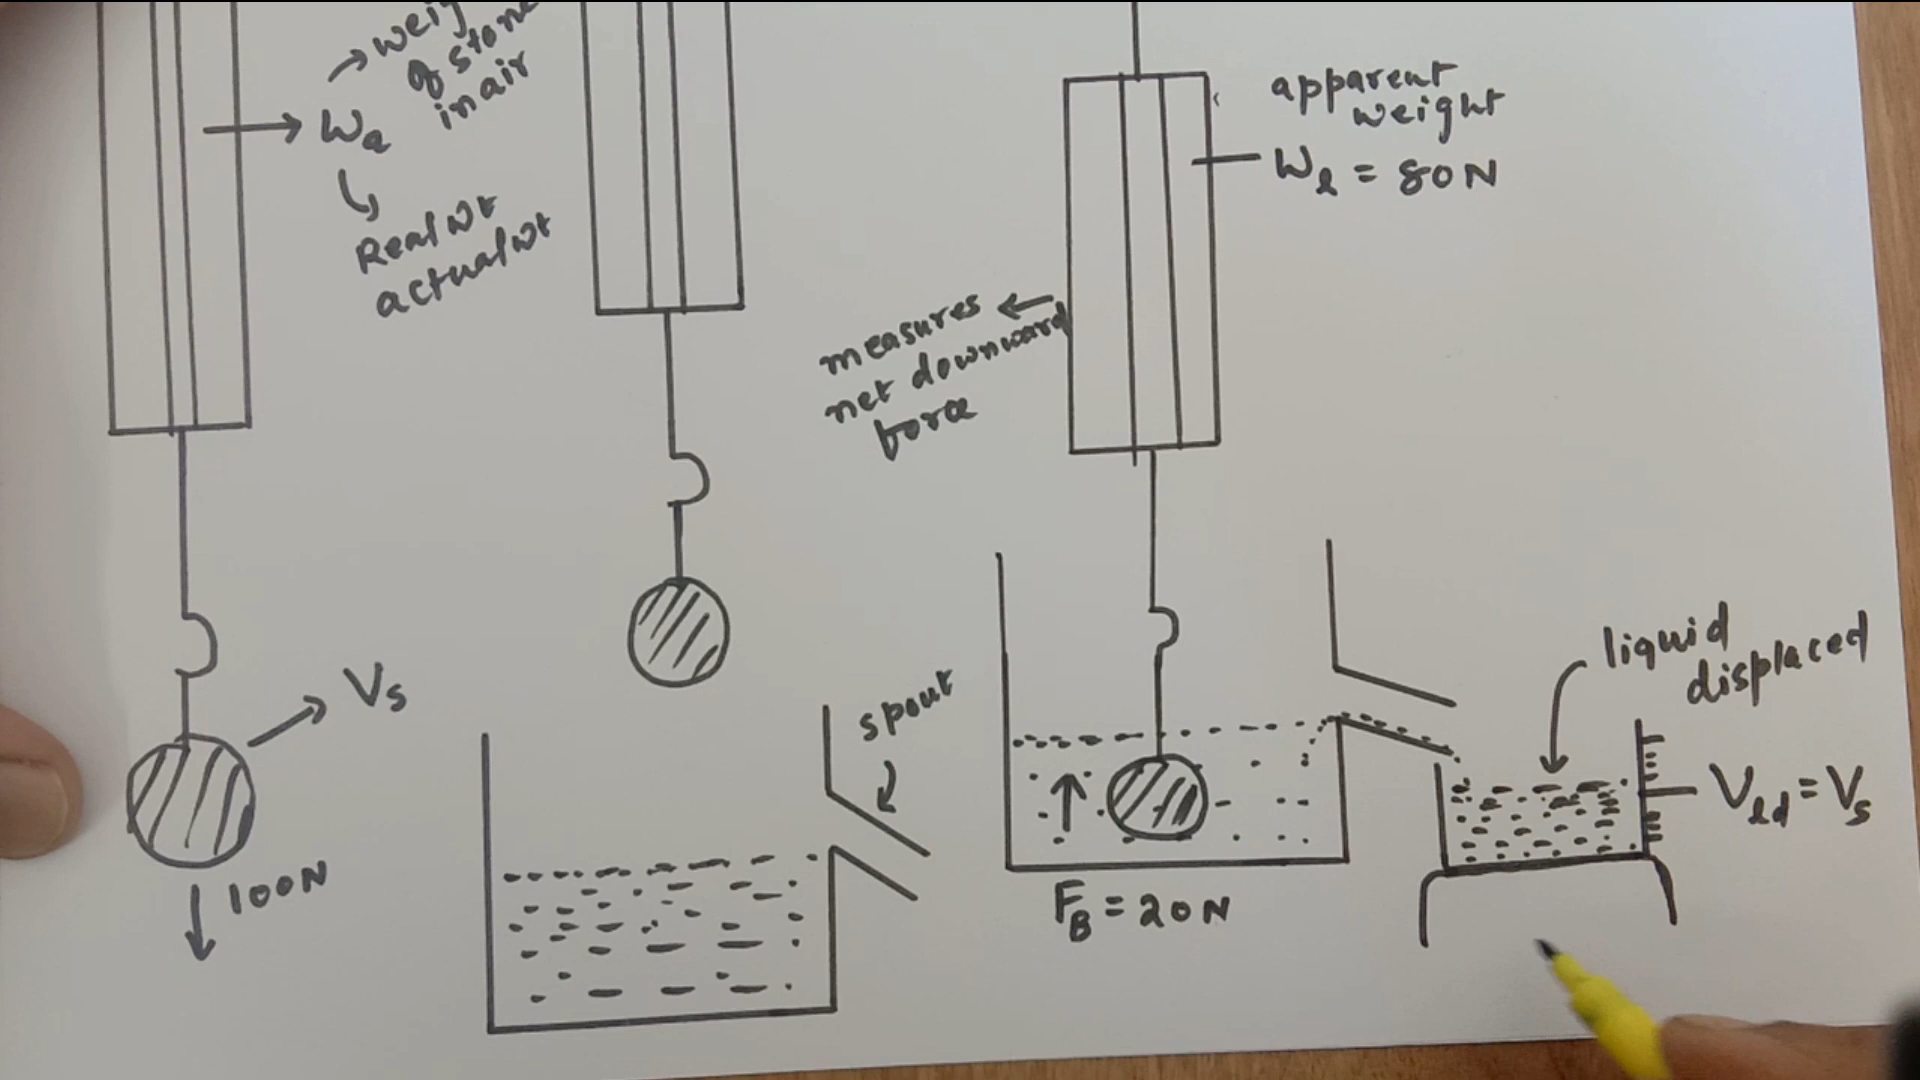 → weig
of stone
in air
Wa
Real wt
actual wt
Vs
100N
spout
measures
net downward
force
apparent
weight
Wl = 80N
FB = 20N
liquid
displaced
Vld = Vs